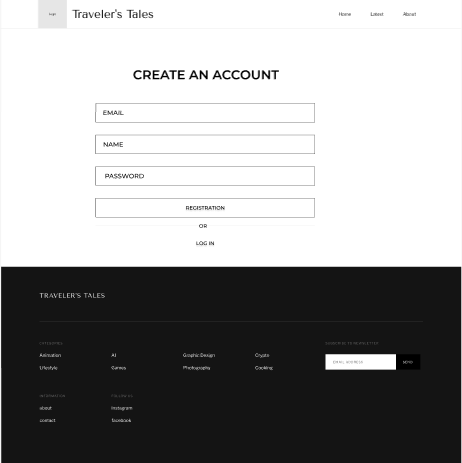 Traveler's Tales
Home Latest About
CREATE AN ACCOUNT
EMAIL
NAME
PASSWORD
REGISTRATION
OR
LOG IN
TRAVELER'S TALES
CATEGORIES
SUBSCRIBE TO NEWSLETTER
Animation AI Graphic Design Crypto
Lifestyle Games Photography Cooking
EMAIL ADDRESS SEND
INFORMATION FOLLOW US
about instagram
contact facebook